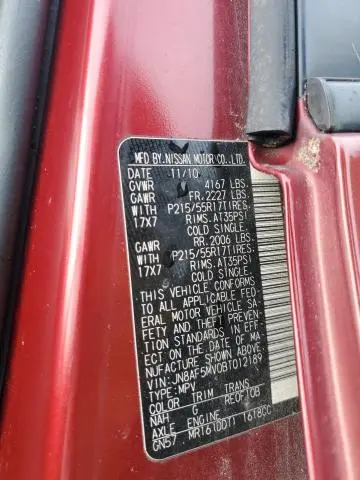 MFD BY NISSAN MOTOR CO.,LTD.
DATE 11/10
GVWR 4167 LBS.
GAWR FR. 2227 LBS.
WITH P215/55R17TIRES,
17X7 RIMS, AT35PSI
COLD SINGLE.
GAWR RR. 2006 LBS.
WITH P215/55R17TIRES,
17X7 RIMS, AT35PSI
COLD SINGLE.
THIS VEHICLE CONFORMS
TO ALL APPLICABLE FED-
ERAL MOTOR VEHICLE SA-
FETY AND THEFT PREVEN-
TION STANDARDS IN EFF-
ECT ON THE DATE OF MA-
NUFACTURE SHOWN ABOVE.
VIN: JN8AF5MV0BT012189
MPV
COLOR TRIM TRANS
NAH G RE0F10B
AXLE ENGINE
GN57 MR16(DDT) 1618CC